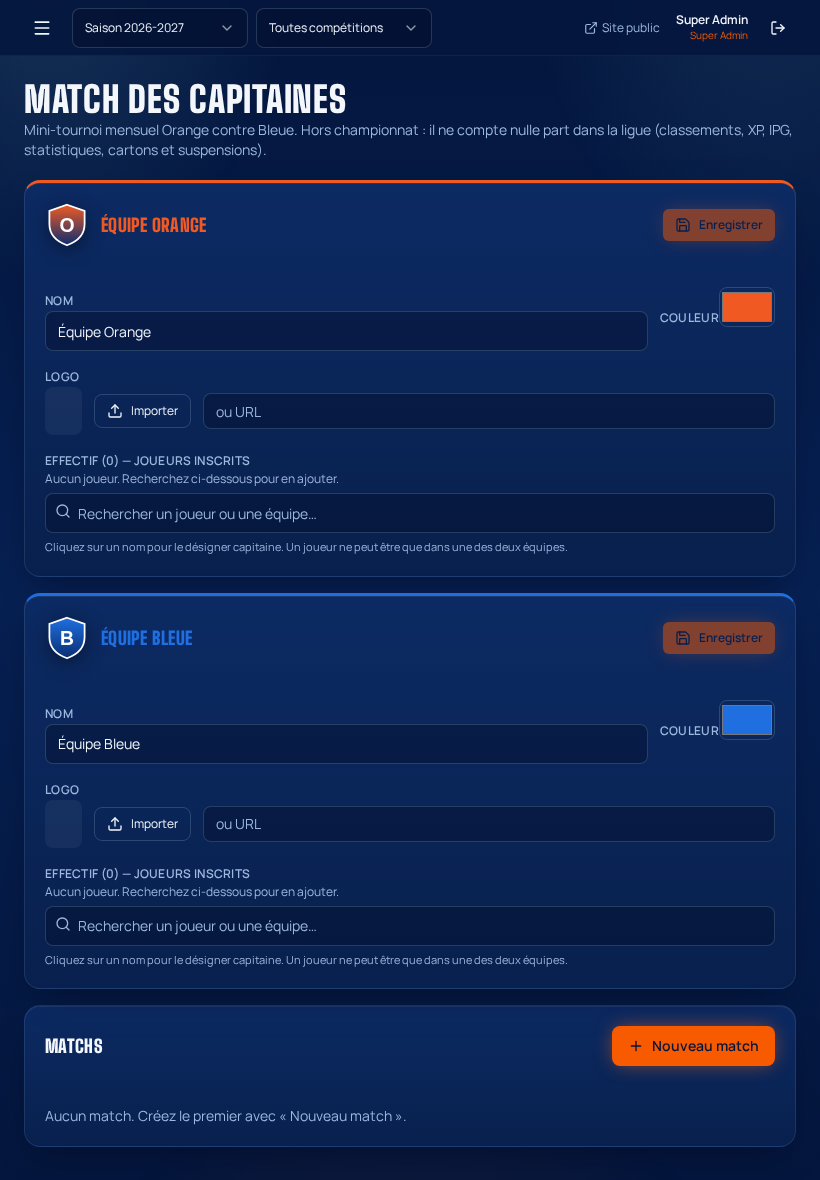 Saison 2026-2027
Toutes compétitions
Site public
Super Admin
Super Admin
MATCH DES CAPITAINES
Mini-tournoi mensuel Orange contre Bleue. Hors championnat : il ne compte nulle part dans la ligue (classements, XP, IPG,
statistiques, cartons et suspensions).
O
ÉQUIPE ORANGE
Enregistrer
NOM
Équipe Orange
COULEUR
LOGO
Importer
ou URL
EFFECTIF (0) — JOUEURS INSCRITS
Aucun joueur. Recherchez ci-dessous pour en ajouter.
Rechercher un joueur ou une équipe…
Cliquez sur un nom pour le désigner capitaine. Un joueur ne peut être que dans une des deux équipes.
B
ÉQUIPE BLEUE
Enregistrer
NOM
Équipe Bleue
COULEUR
LOGO
Importer
ou URL
EFFECTIF (0) — JOUEURS INSCRITS
Aucun joueur. Recherchez ci-dessous pour en ajouter.
Rechercher un joueur ou une équipe…
Cliquez sur un nom pour le désigner capitaine. Un joueur ne peut être que dans une des deux équipes.
MATCHS
Nouveau match
Aucun match. Créez le premier avec « Nouveau match ».